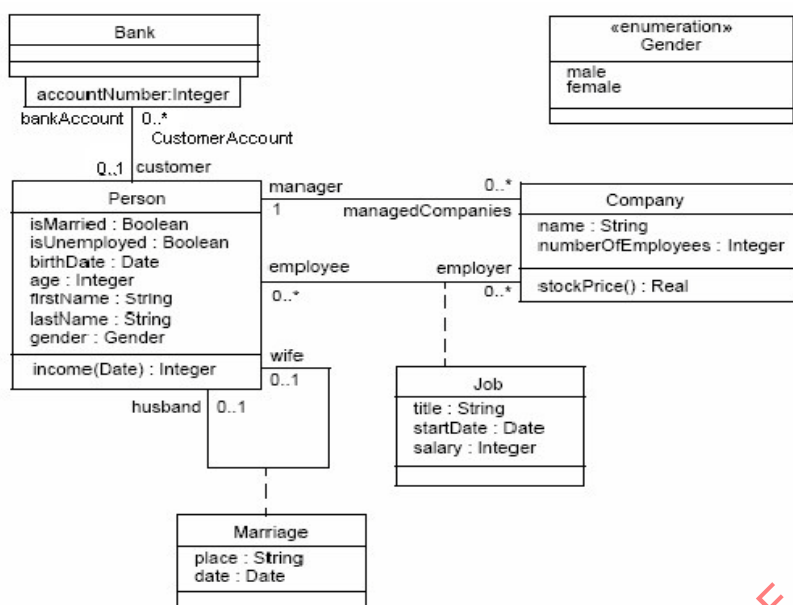 Bank
accountNumber:Integer
bankAccount 0..*
CustomerAccount
0..1 customer
«enumeration»
Gender
male
female
Person
isMarried : Boolean
isUnemployed : Boolean
birthDate : Date
age : Integer
firstName : String
lastName : String
gender : Gender
income(Date) : Integer
manager 0..*
1 managedCompanies
employee employer
0..* 0..*
Company
name : String
numberOfEmployees : Integer
stockPrice() : Real
wife
0..1
husband 0..1
Job
title : String
startDate : Date
salary : Integer
Marriage
place : String
date : Date